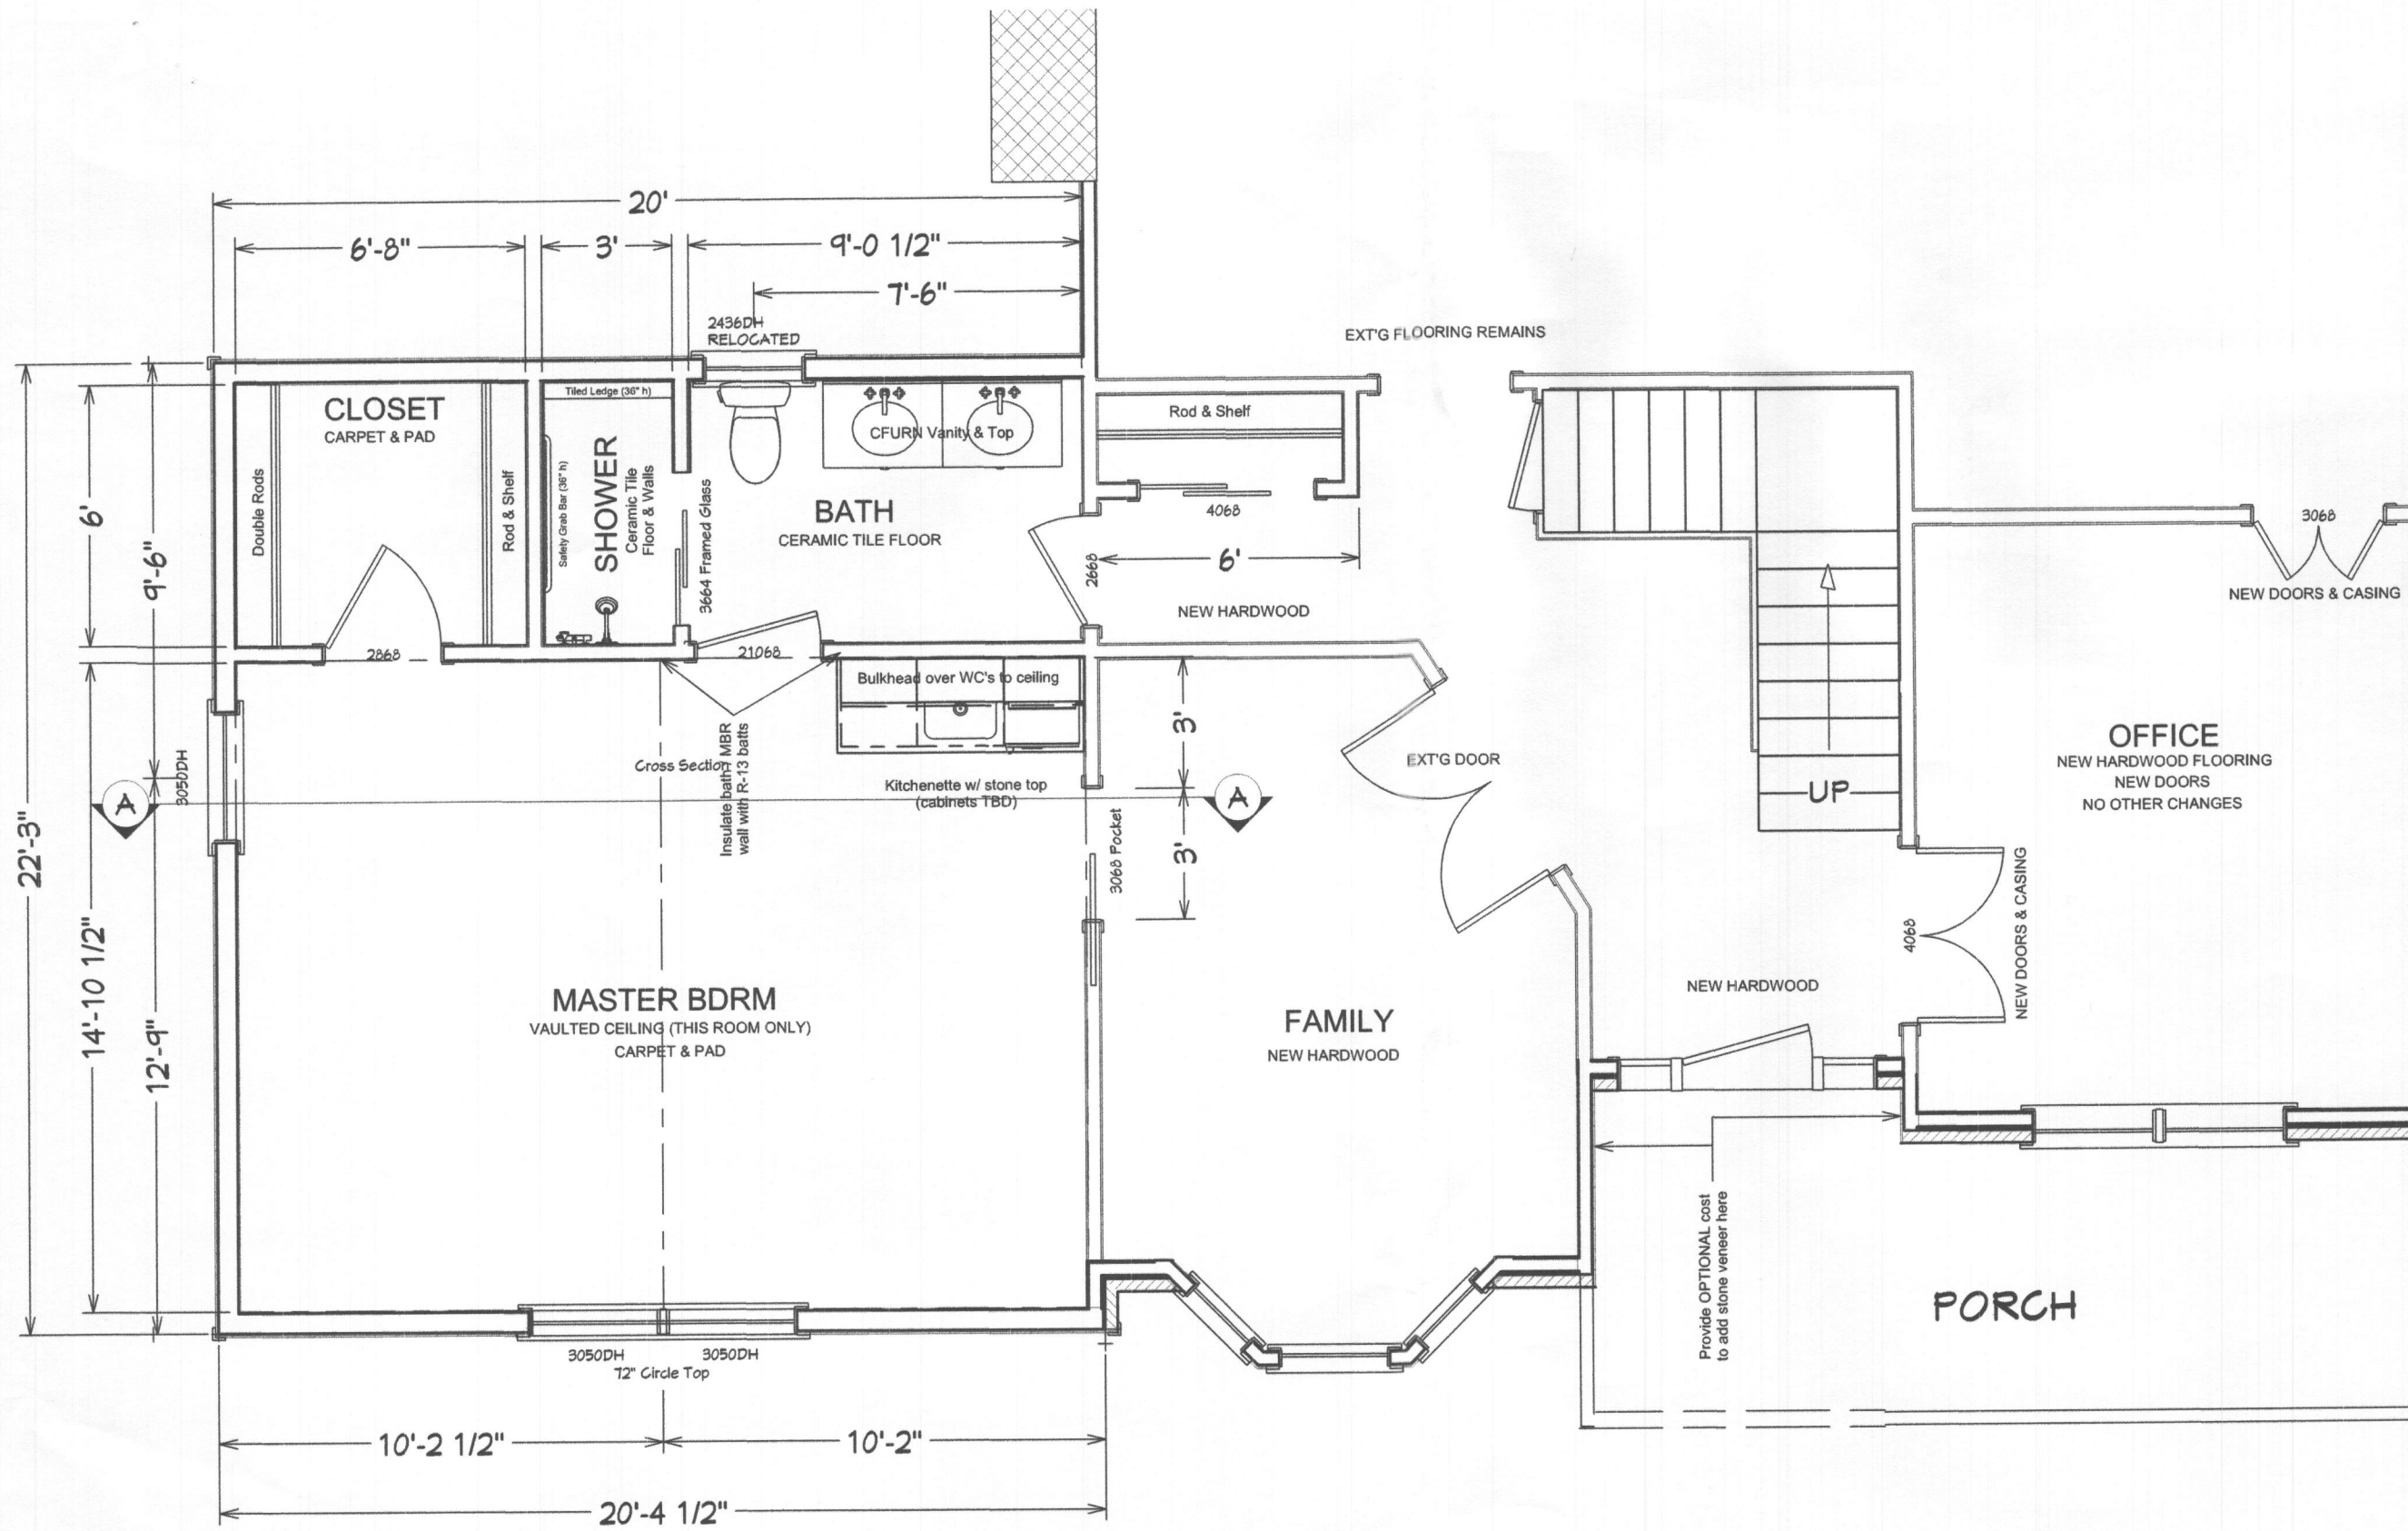 20'
6'-8"
3'
9'-0 1/2"
7'-6"
2436DH
RELOCATED
EXT'G FLOORING REMAINS
Tiled Ledge (36" h)
CLOSET
CARPET & PAD
Double Rods
Rod & Shelf
Safety Grab Bar (36" h)
SHOWER
Ceramic Tile
Floor & Walls
3664 Framed Glass
CFURN Vanity & Top
BATH
CERAMIC TILE FLOOR
Rod & Shelf
4068
6'
2668
NEW HARDWOOD
3068
NEW DOORS & CASING
6'
9'-6"
2868
21068
Bulkhead over WC's to ceiling
3'
EXT'G DOOR
OFFICE
NEW HARDWOOD FLOORING
NEW DOORS
NO OTHER CHANGES
UP
3050DH
A
Cross Section
Insulate bath / MBR
wall with R-13 batts
Kitchenette w/ stone top
(cabinets TBD)
A
3068 Pocket
3'
22'-3"
14'-10 1/2"
12'-9"
4068
NEW DOORS & CASING
MASTER BDRM
VAULTED CEILING (THIS ROOM ONLY)
CARPET & PAD
FAMILY
NEW HARDWOOD
NEW HARDWOOD
Provide OPTIONAL cost
to add stone veneer here
PORCH
3050DH
3050DH
72" Circle Top
10'-2 1/2"
10'-2"
20'-4 1/2"